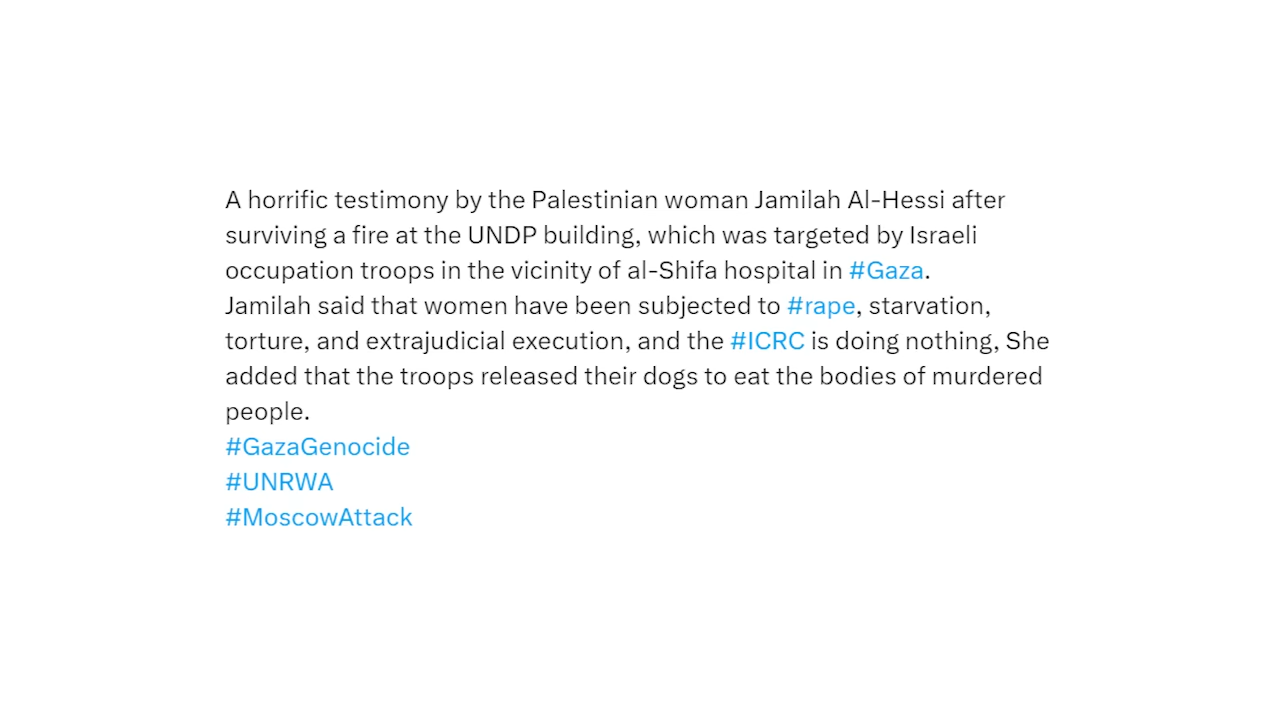 A horrific testimony by the Palestinian woman Jamilah Al-Hessi after
surviving a fire at the UNDP building, which was targeted by Israeli
occupation troops in the vicinity of al-Shifa hospital in #Gaza.
Jamilah said that women have been subjected to #rape, starvation,
torture, and extrajudicial execution, and the #ICRC is doing nothing, She
added that the troops released their dogs to eat the bodies of murdered
people.
#GazaGenocide
#UNRWA
#MoscowAttack